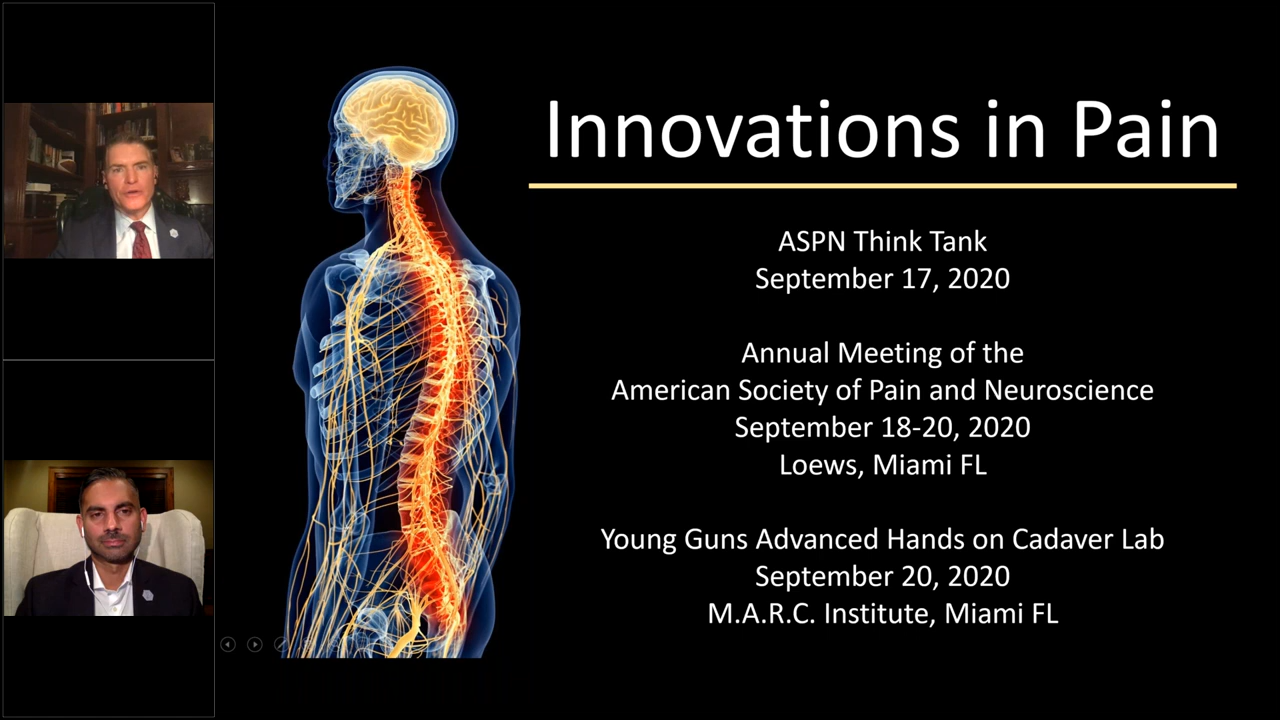 Innovations in Pain
ASPN Think Tank
September 17, 2020
Annual Meeting of the
American Society of Pain and Neuroscience
September 18-20, 2020
Loews, Miami FL
Young Guns Advanced Hands on Cadaver Lab
September 20, 2020
M.A.R.C. Institute, Miami FL